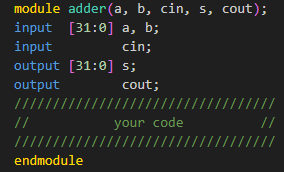 module adder(a, b, cin, s, cout);
input  [31:0] a, b;
input         cin;
output [31:0] s;
output        cout;
//////////////////////////////////
//           your code          //
//////////////////////////////////
endmodule